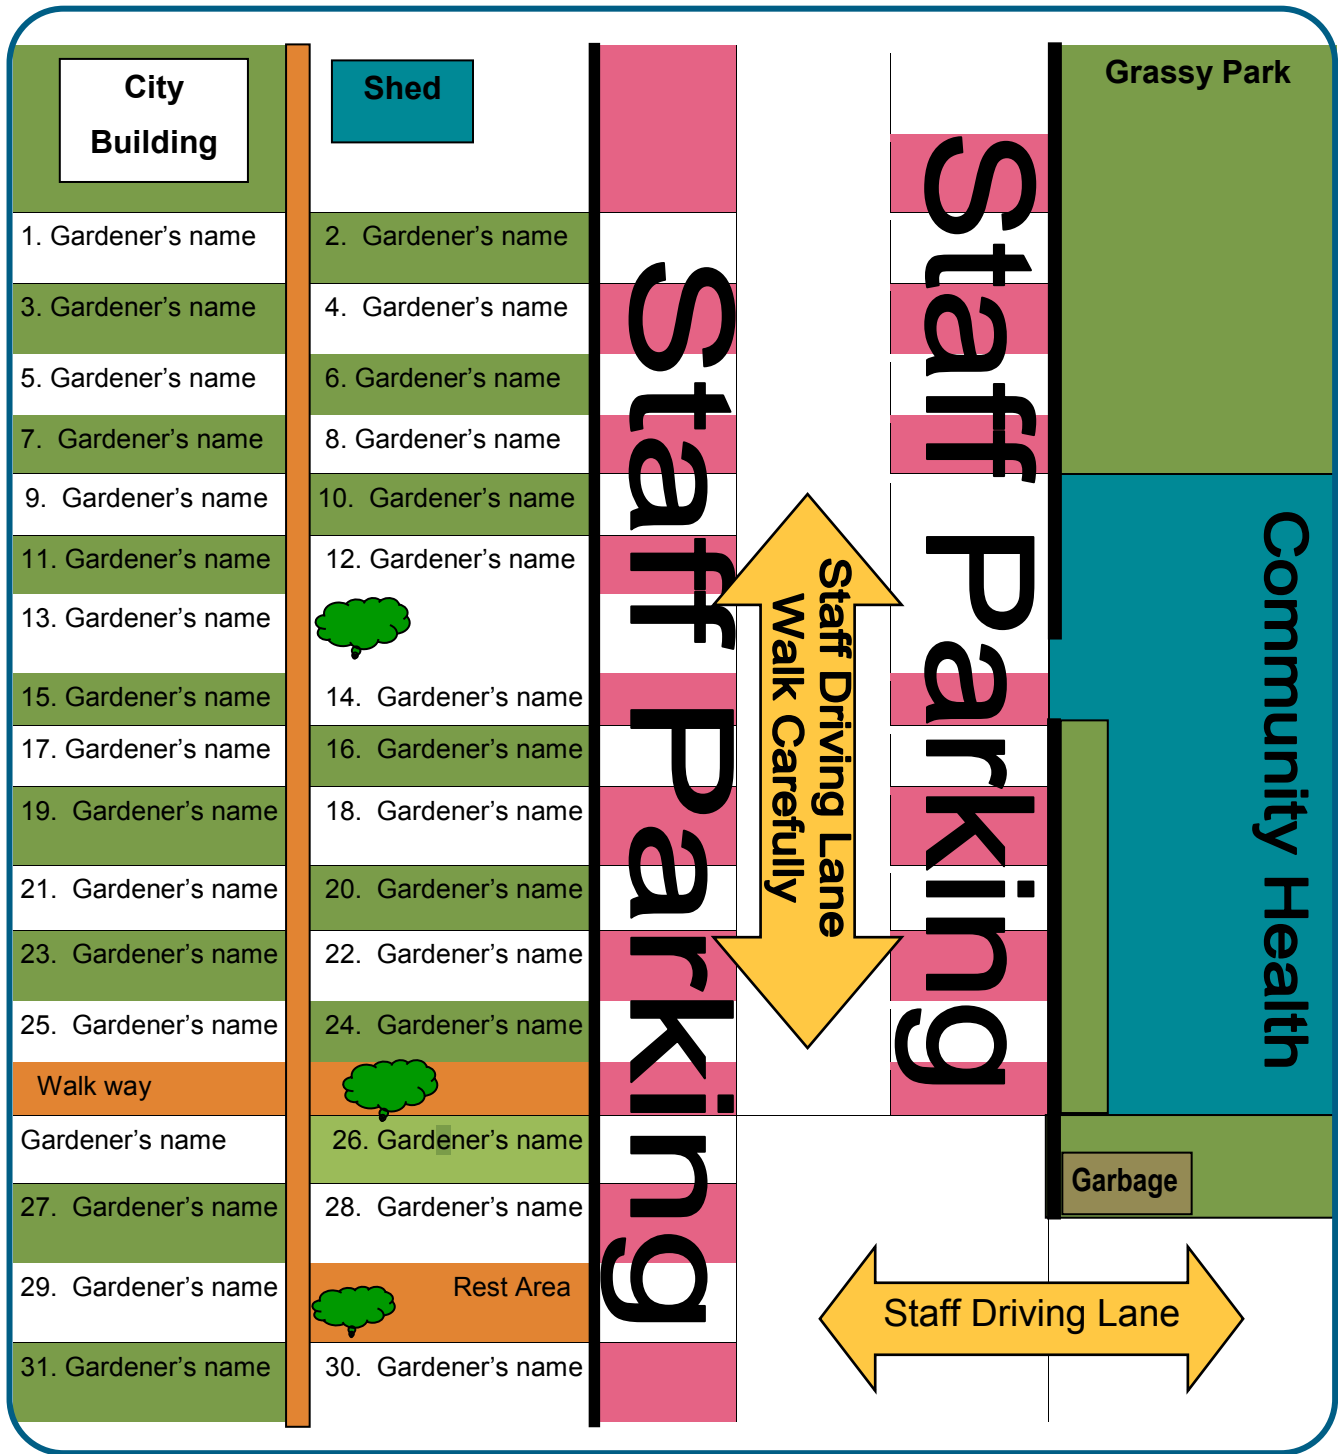 City
Building
Shed
Grassy Park
1. Gardener’s name
2.  Gardener’s name
3. Gardener’s name
4.  Gardener’s name
5. Gardener’s name
6. Gardener’s name
7.  Gardener’s name
8. Gardener’s name
9.  Gardener’s name
10. Gardener’s name
11. Gardener’s name
12. Gardener’s name
13. Gardener’s name
15. Gardener’s name
14.  Gardener’s name
17. Gardener’s name
16.  Gardener’s name
19.  Gardener’s name
18.  Gardener’s name
21.  Gardener’s name
20.  Gardener’s name
23.  Gardener’s name
22.  Gardener’s name
25.  Gardener’s name
24.  Gardener’s name
Walk way
Gardener’s name
26. Gardener’s name
27.  Gardener’s name
28.  Gardener’s name
29.  Gardener’s name
Rest Area
31. Gardener’s name
30.  Gardener’s name
Staff Parking
Staff Driving Lane
Walk Carefully
Staff Parking
Community Health
Garbage
Staff Driving Lane